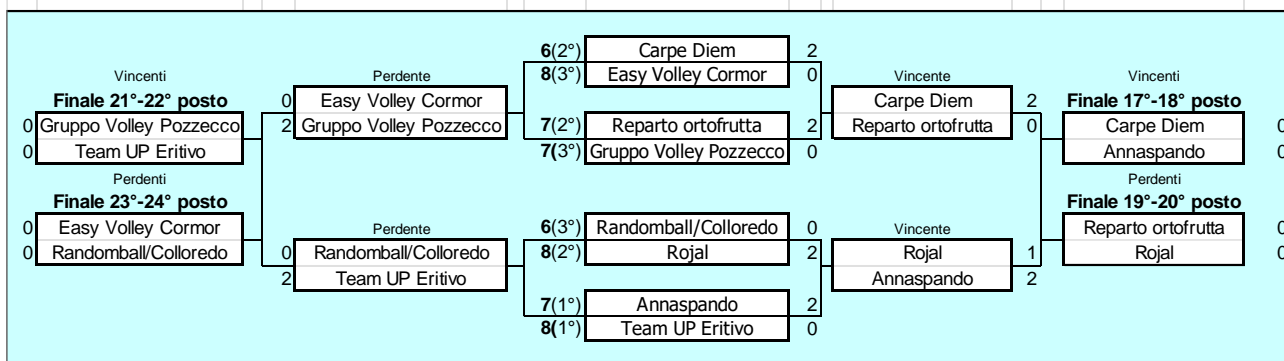 6(2°) Carpe Diem 2
8(3°) Easy Volley Cormor 0
Vincenti Perdente Vincente Vincenti
Finale 21°-22° posto 0 Easy Volley Cormor Carpe Diem 2 Finale 17°-18° posto
0 Gruppo Volley Pozzecco 2 Gruppo Volley Pozzecco 7(2°) Reparto ortofrutta 2 Reparto ortofrutta 0 Carpe Diem 0
0 Team UP Eritivo 7(3°) Gruppo Volley Pozzecco 0 Annaspando 0
Perdenti Perdenti
Finale 23°-24° posto Finale 19°-20° posto
0 Easy Volley Cormor Perdente 6(3°) Randomball/Colloredo 0 Vincente Reparto ortofrutta 0
0 Randomball/Colloredo 0 Randomball/Colloredo 8(2°) Rojal 2 Rojal 1 Rojal 0
2 Team UP Eritivo Annaspando 2
7(1°) Annaspando 2
8(1°) Team UP Eritivo 0